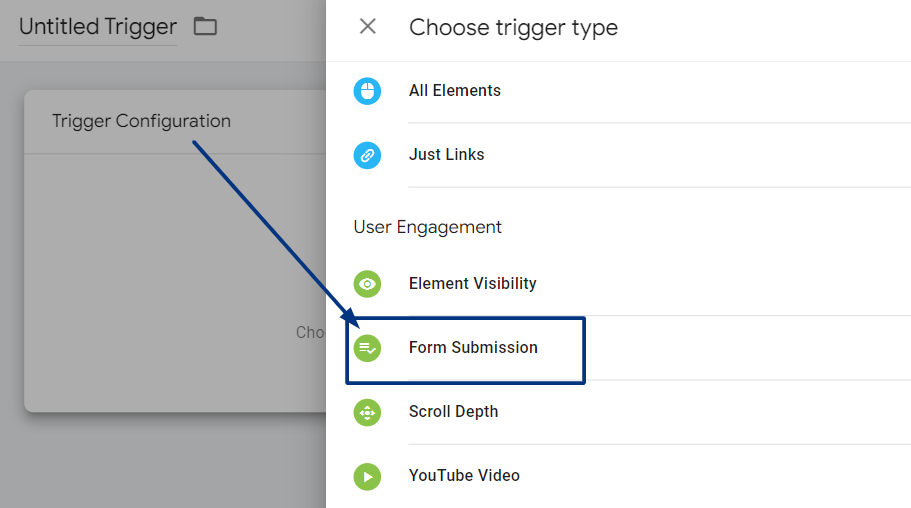 Untitled Trigger
Choose trigger type
Trigger Configuration
Cho
All Elements
Just Links
User Engagement
Element Visibility
Form Submission
Scroll Depth
YouTube Video